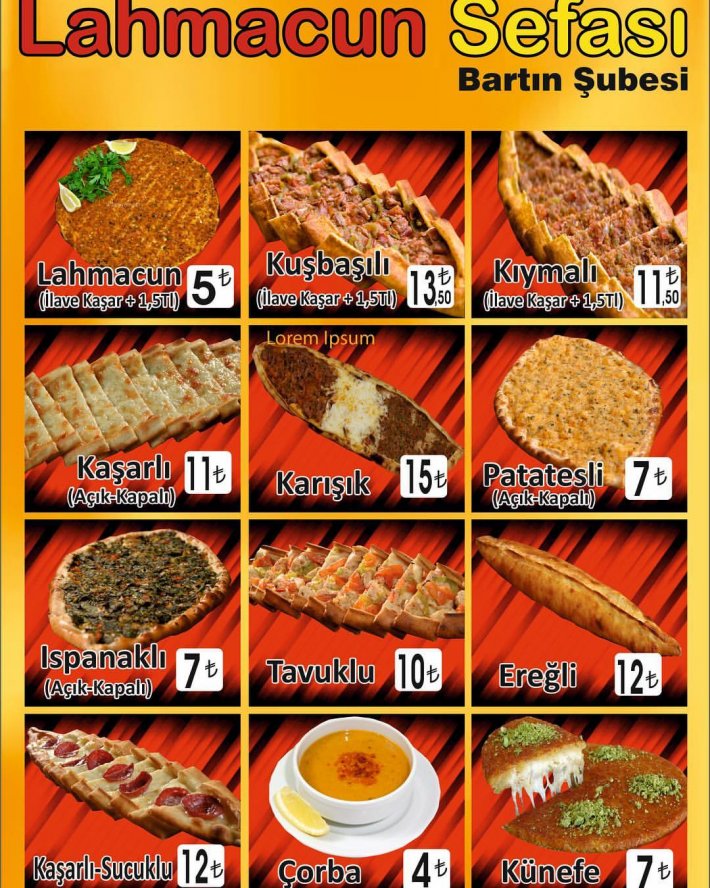 Lahmacun Sefası
Bartın Şubesi
Lahmacun
(İlave Kaşar + 1,5Tl)
5₺
Kuşbaşılı
(İlave Kaşar + 1,5Tl)
13,50₺
Kıymalı
(İlave Kaşar + 1,5Tl)
11,50₺
Kaşarlı
(Açık-Kapalı)
11₺
Lorem Ipsum
Karışık
15₺
Patatesli
(Açık-Kapalı)
7₺
Ispanaklı
(Açık-Kapalı)
7₺
Tavuklu
10₺
Ereğli
12₺
Kaşarlı-Sucuklu
12₺
Çorba
4₺
Künefe
7₺